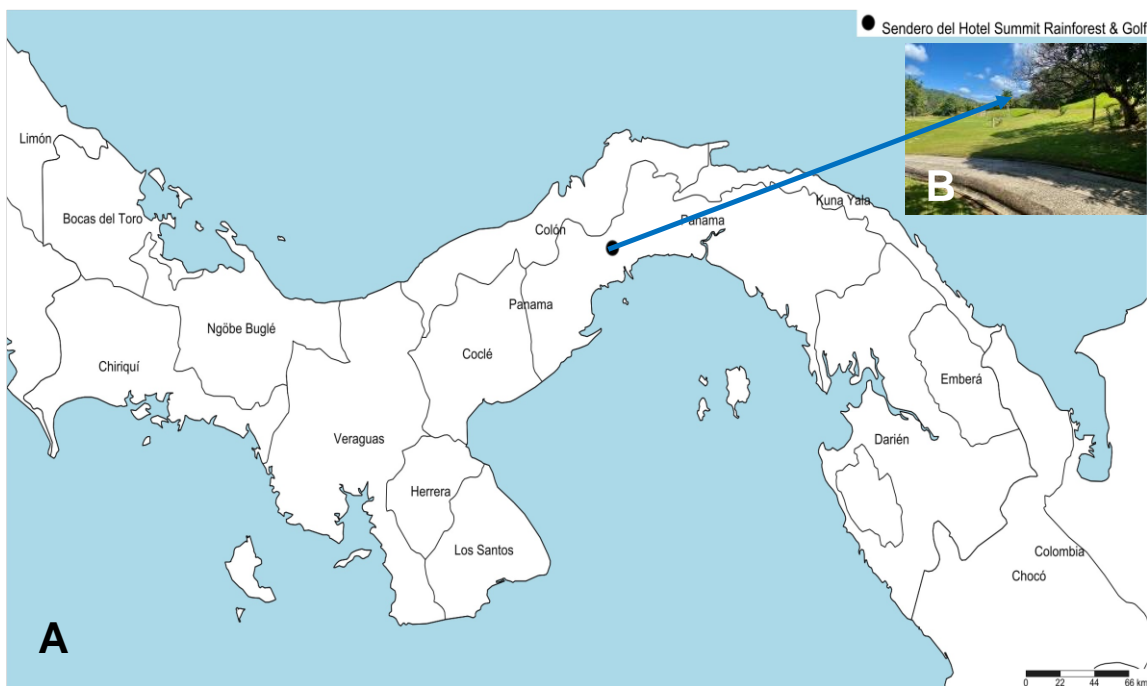 Sendero del Hotel Summit Rainforest & Golf
B
Limón
Bocas del Toro
Kuna Yala
Panama
Colón
Panama
Ngöbe Buglé
Coclé
Chiriquí
Emberá
Veraguas
Darién
Herrera
Los Santos
Colombia
Chocó
A
0 22 44 66 km